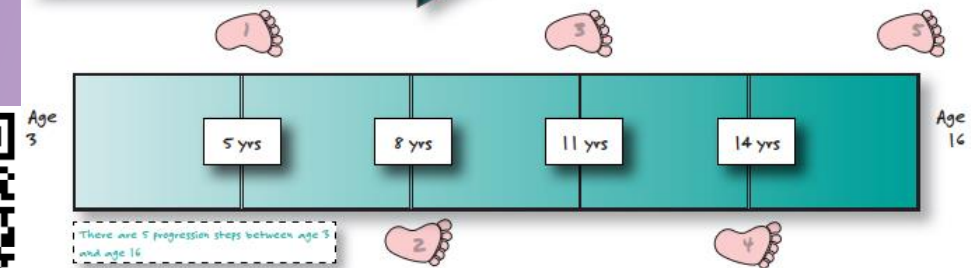 1 3 5
Age
3
5 yrs 8 yrs 11 yrs 14 yrs
Age
16
There are 5 progression steps between age 3
and age 16
2 4